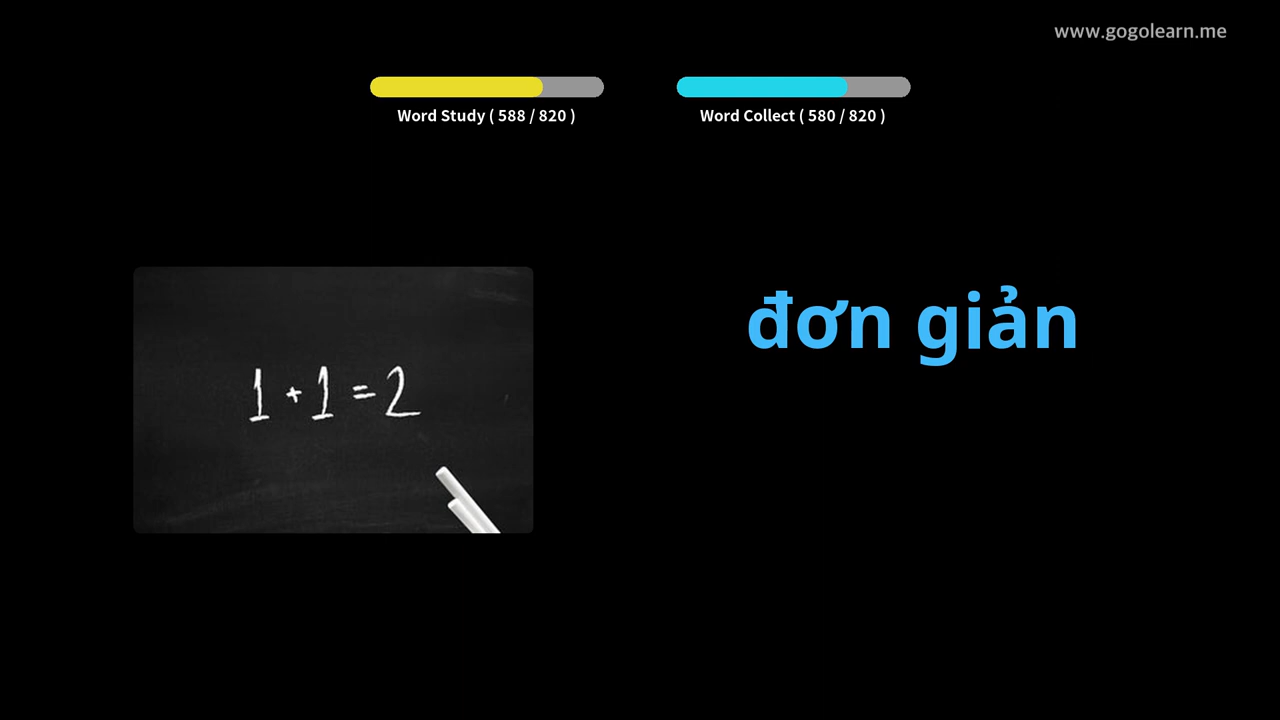 www.gogolearn.me
Word Study ( 588 / 820 )
Word Collect ( 580 / 820 )
1 + 1 = 2
đơn giản